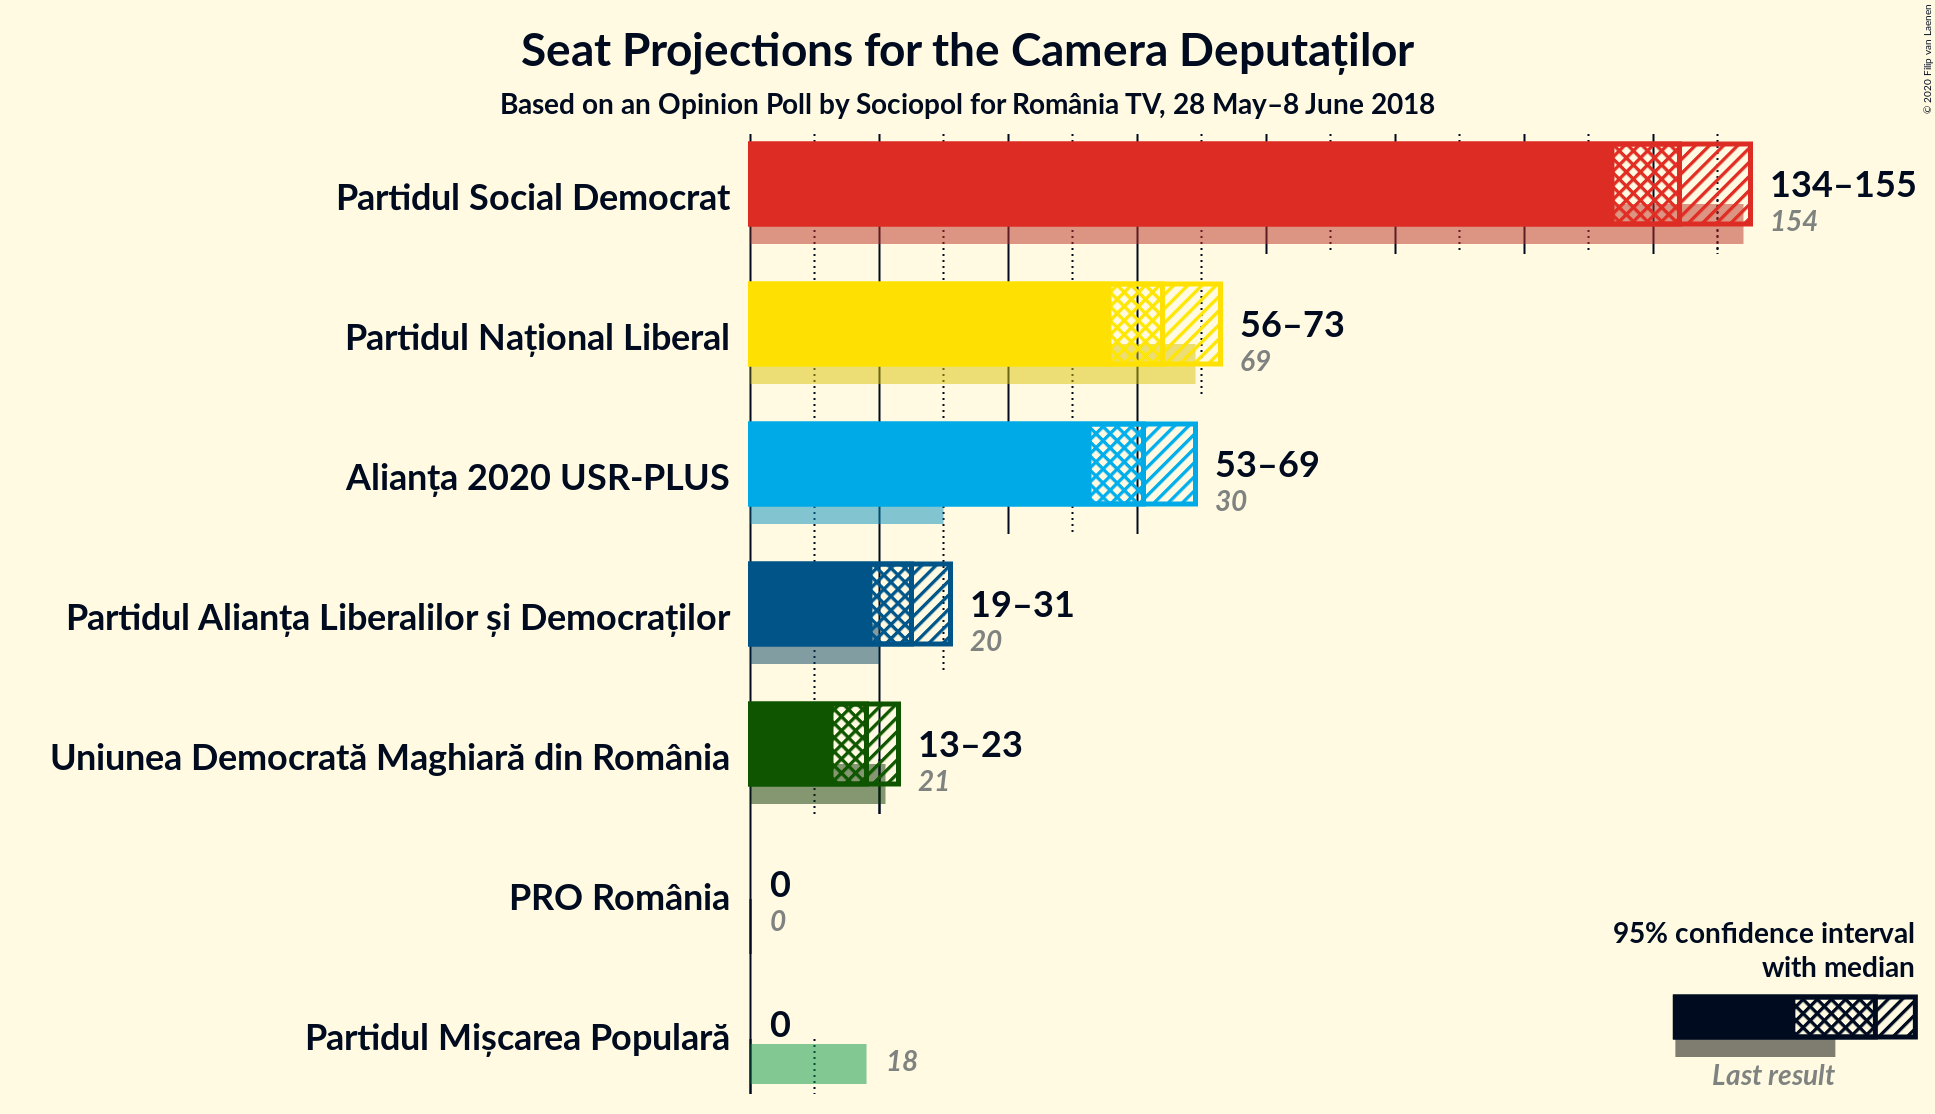 Seat Projections for the Camera Deputaților
Based on an Opinion Poll by Sociopol for România TV, 28 May–8 June 2018
© 2020 Filip van Laenen
Partidul Social Democrat
134–155
154
Partidul Național Liberal
56–73
69
Alianța 2020 USR-PLUS
53–69
30
Partidul Alianța Liberalilor și Democraților
19–31
20
Uniunea Democrată Maghiară din România
13–23
21
PRO România
0
0
Partidul Mișcarea Populară
0
18
95% confidence interval
with median
Last result